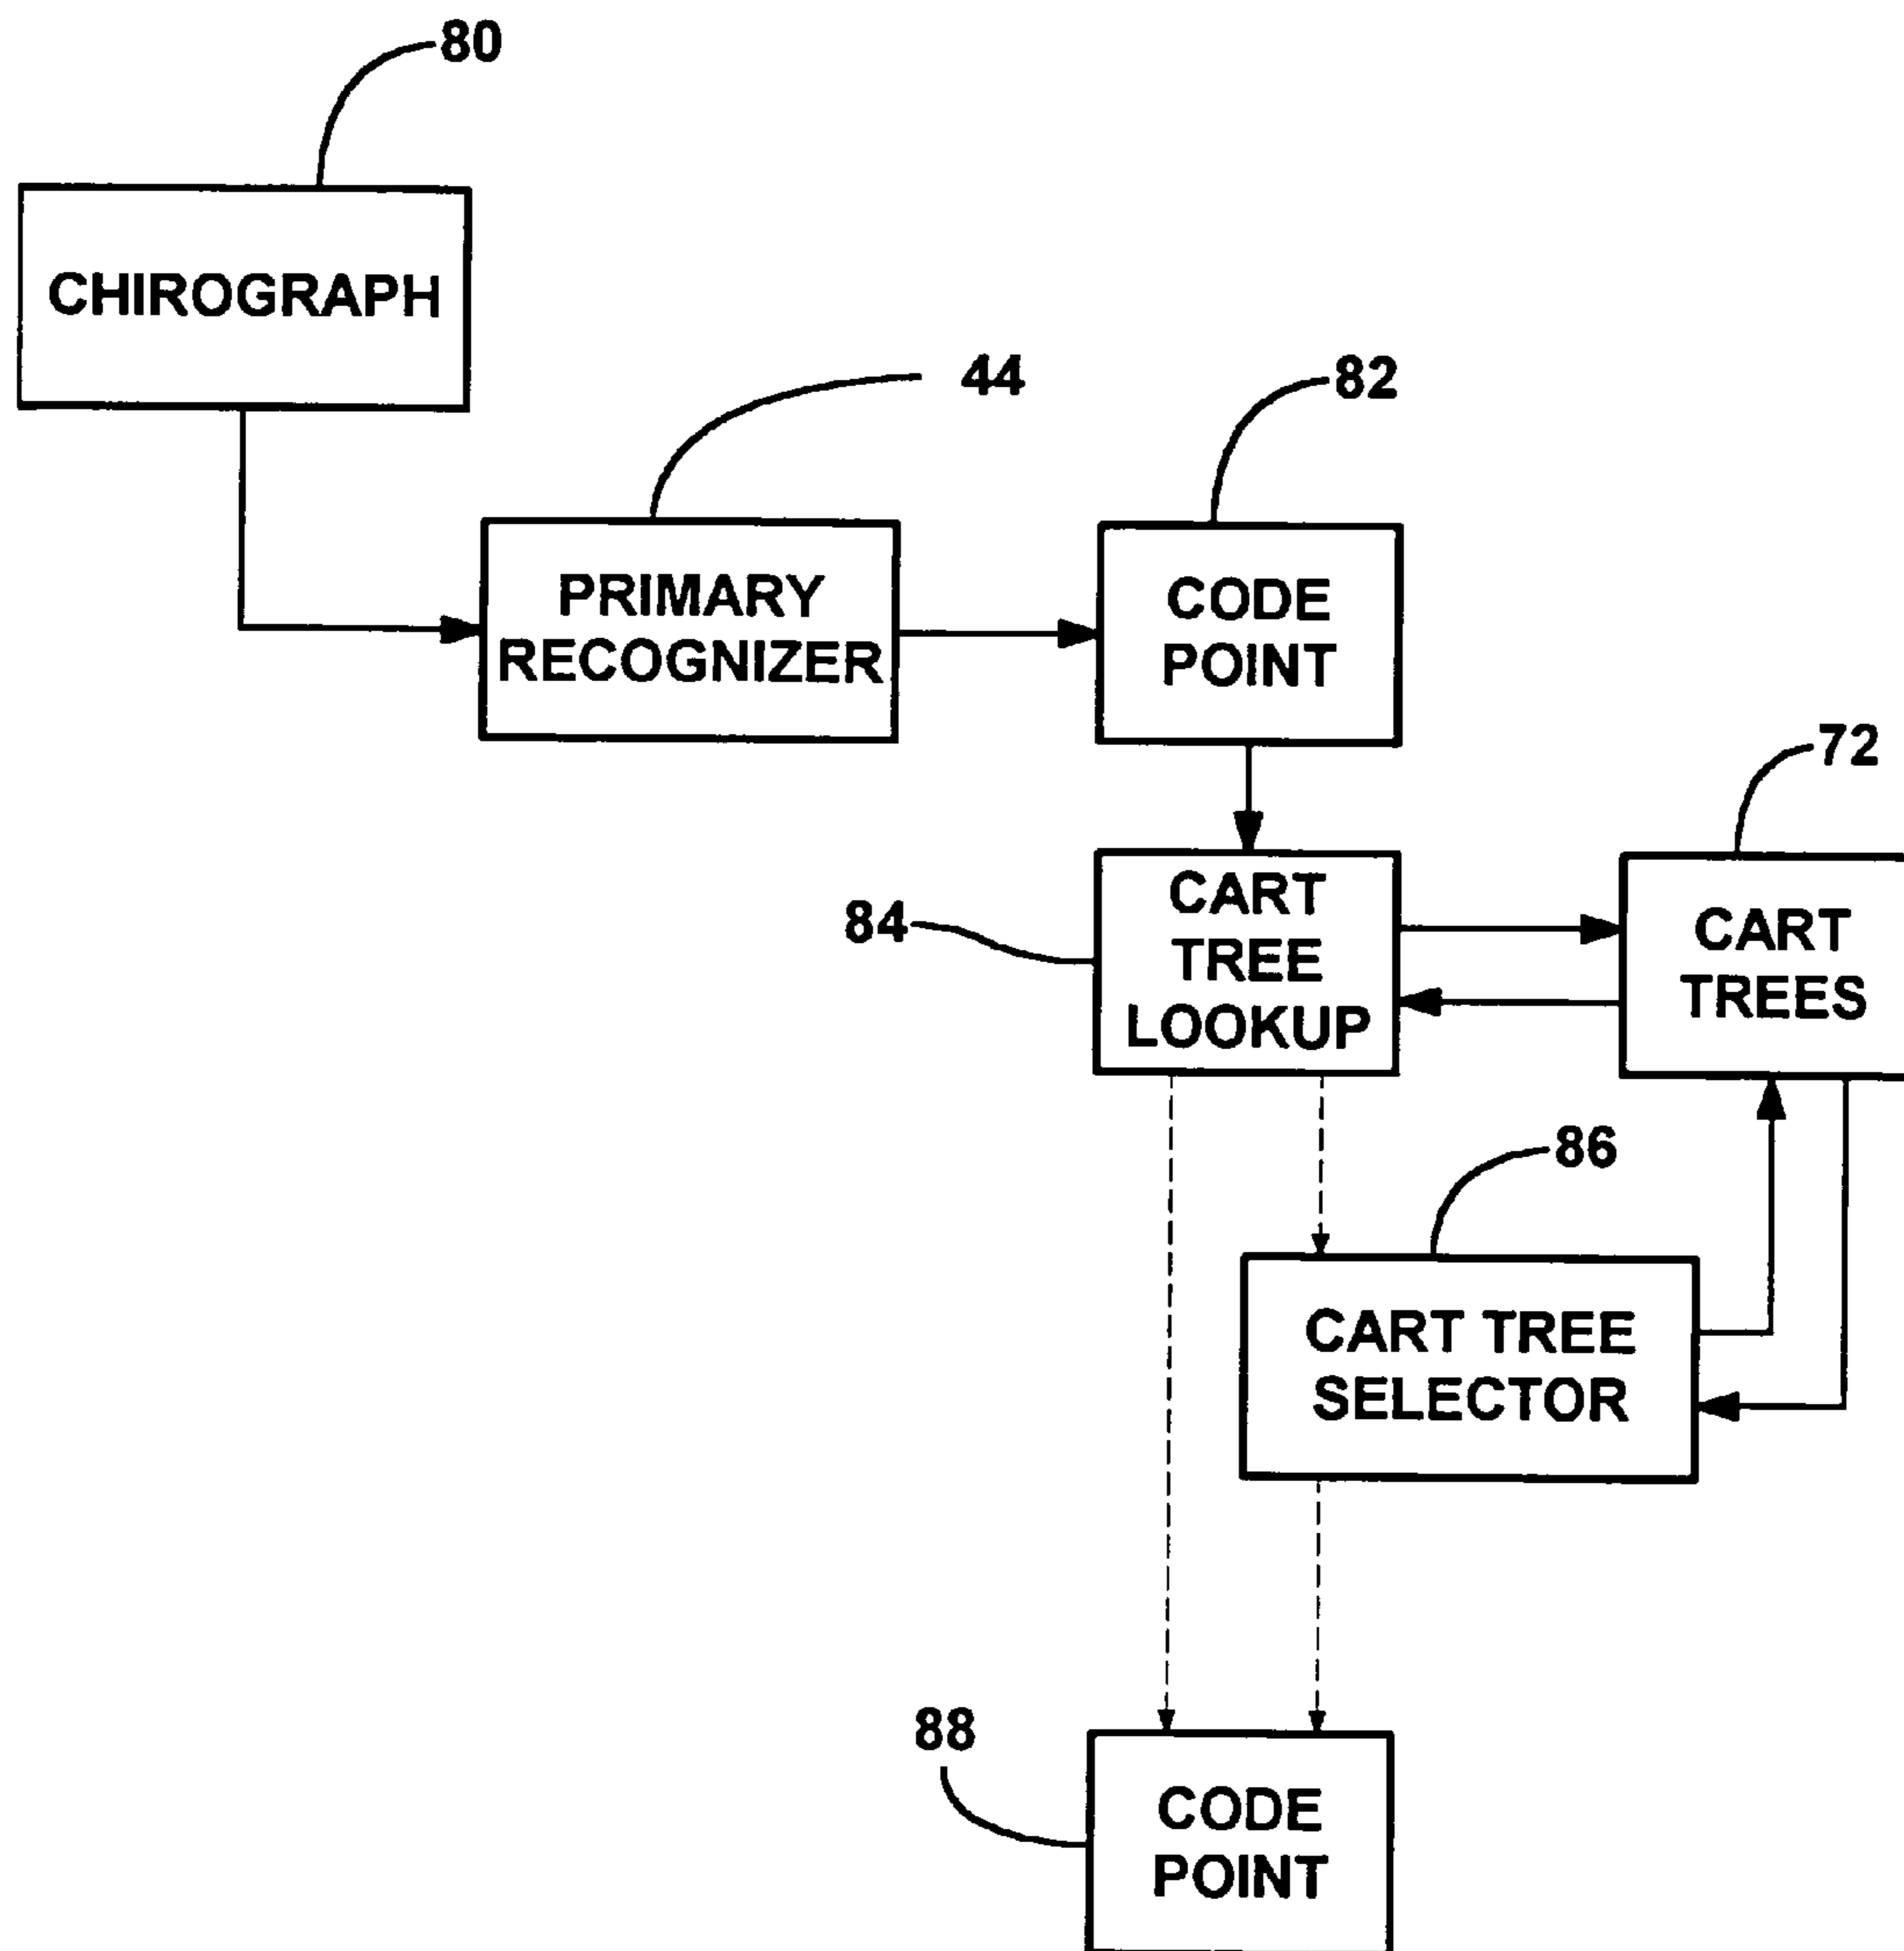 80
CHIROGRAPH
44
82
PRIMARY
RECOGNIZER
CODE
POINT
72
84
CART
TREE
LOOKUP
CART
TREES
86
CART TREE
SELECTOR
88
CODE
POINT